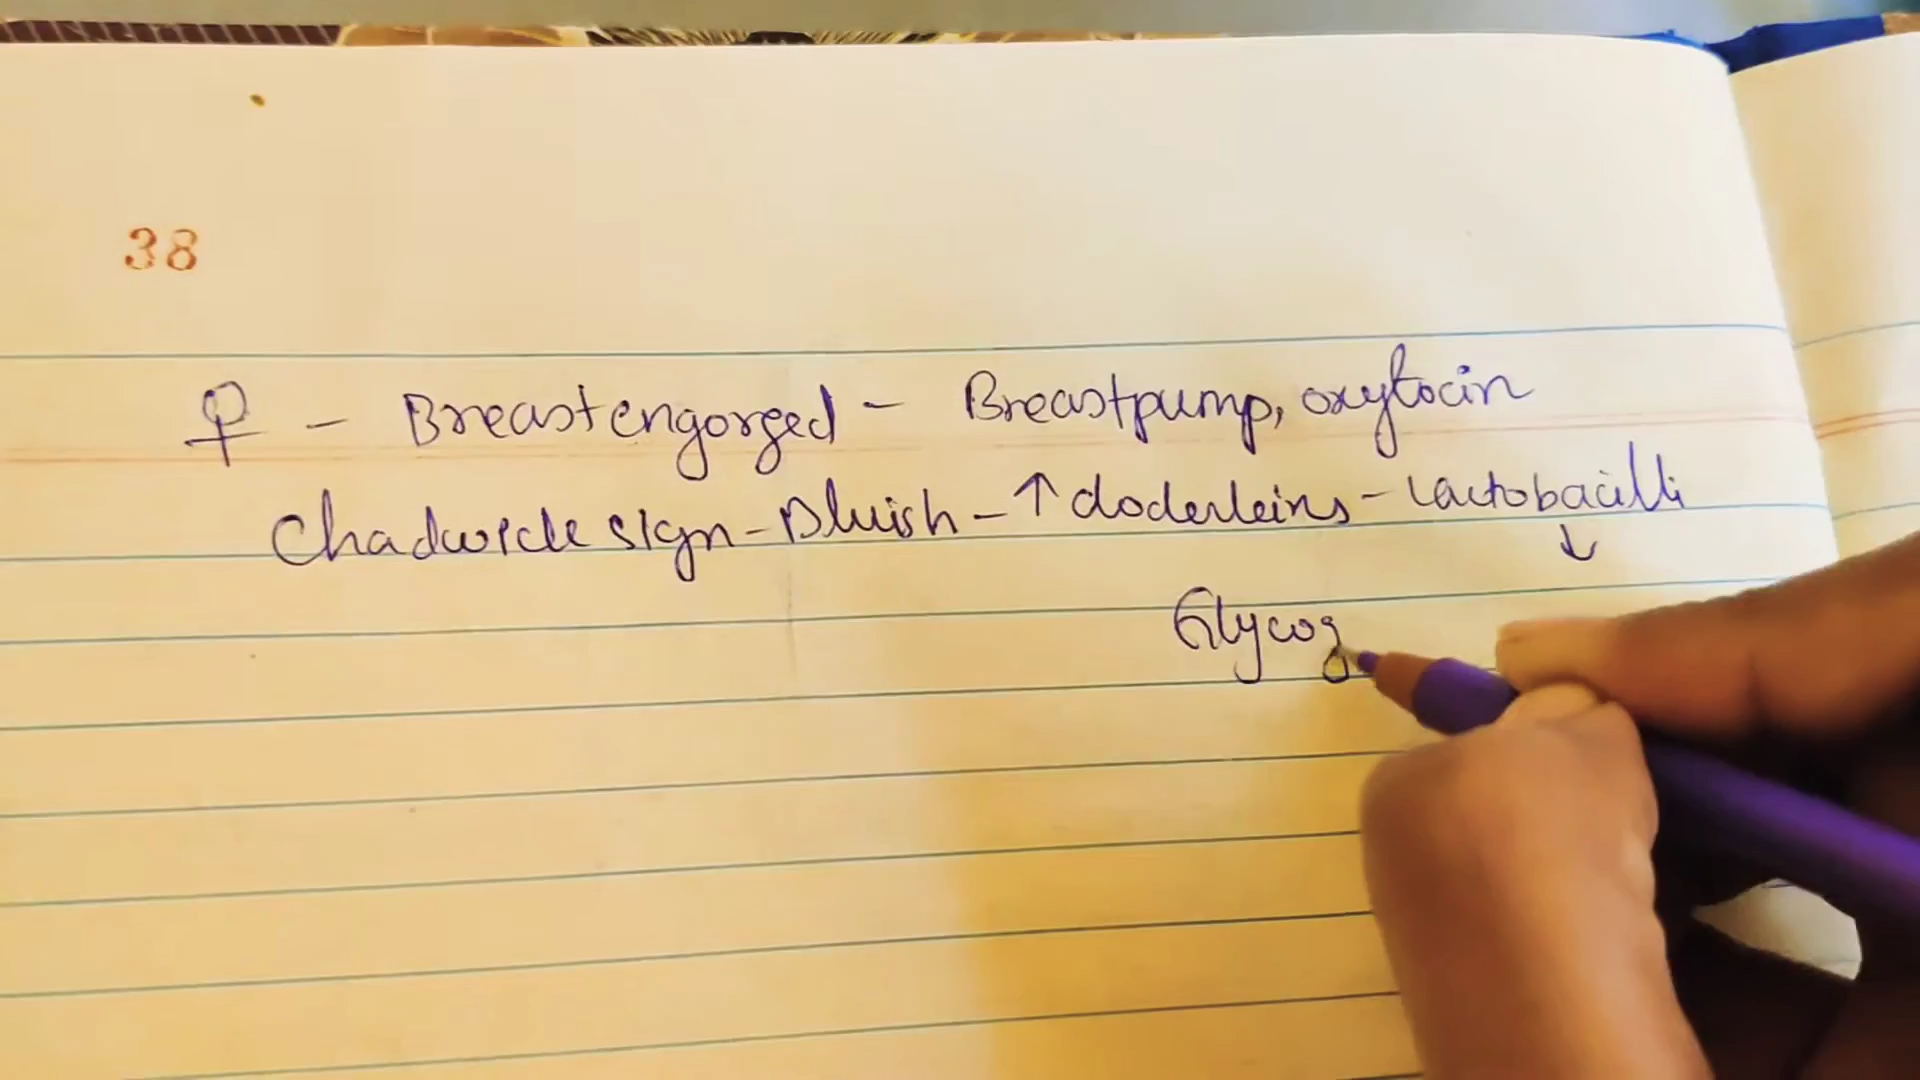 38
♀ - Breast engorged - Breastpump, oxytocin
Chadwick sign - Bluish - ↑ doderleins - Lactobacilli
↓
Glycog